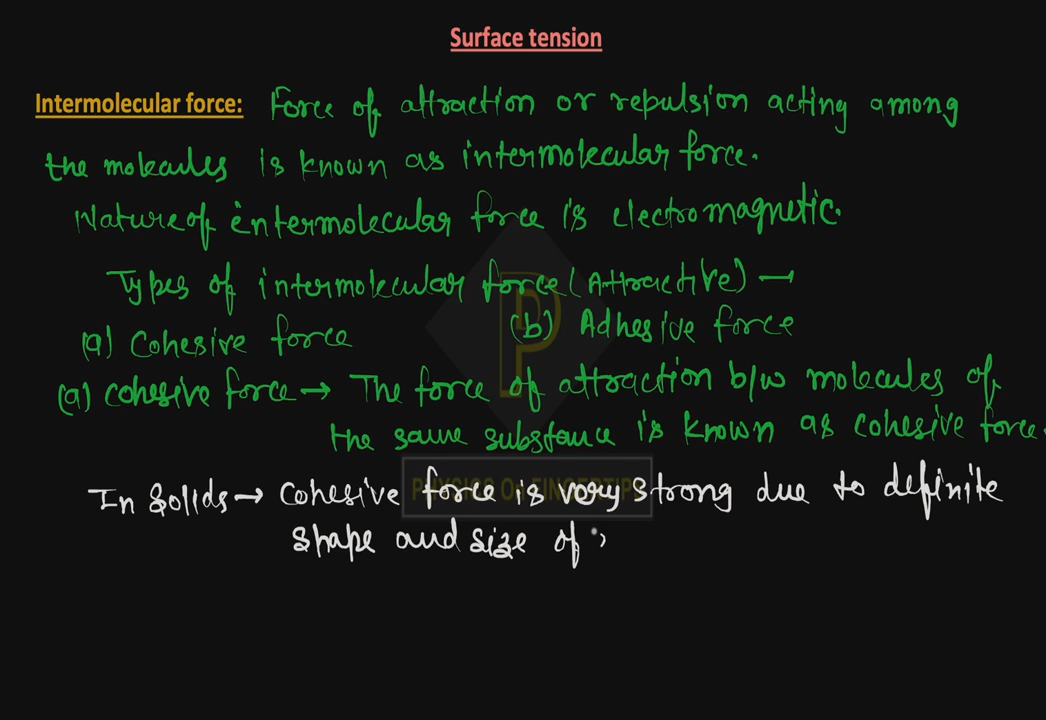 Surface tension
Intermolecular force: Force of attraction or repulsion acting among
the molecules is known as intermolecular force.
Nature of intermolecular force is electromagnetic.
Types of intermolecular force (Attractive) →
(a) Cohesive force (b) Adhesive force
(a) Cohesive force → The force of attraction b/w molecules of
the same substance is known as cohesive force.
In Solids → Cohesive force is very strong due to definite
shape and size of